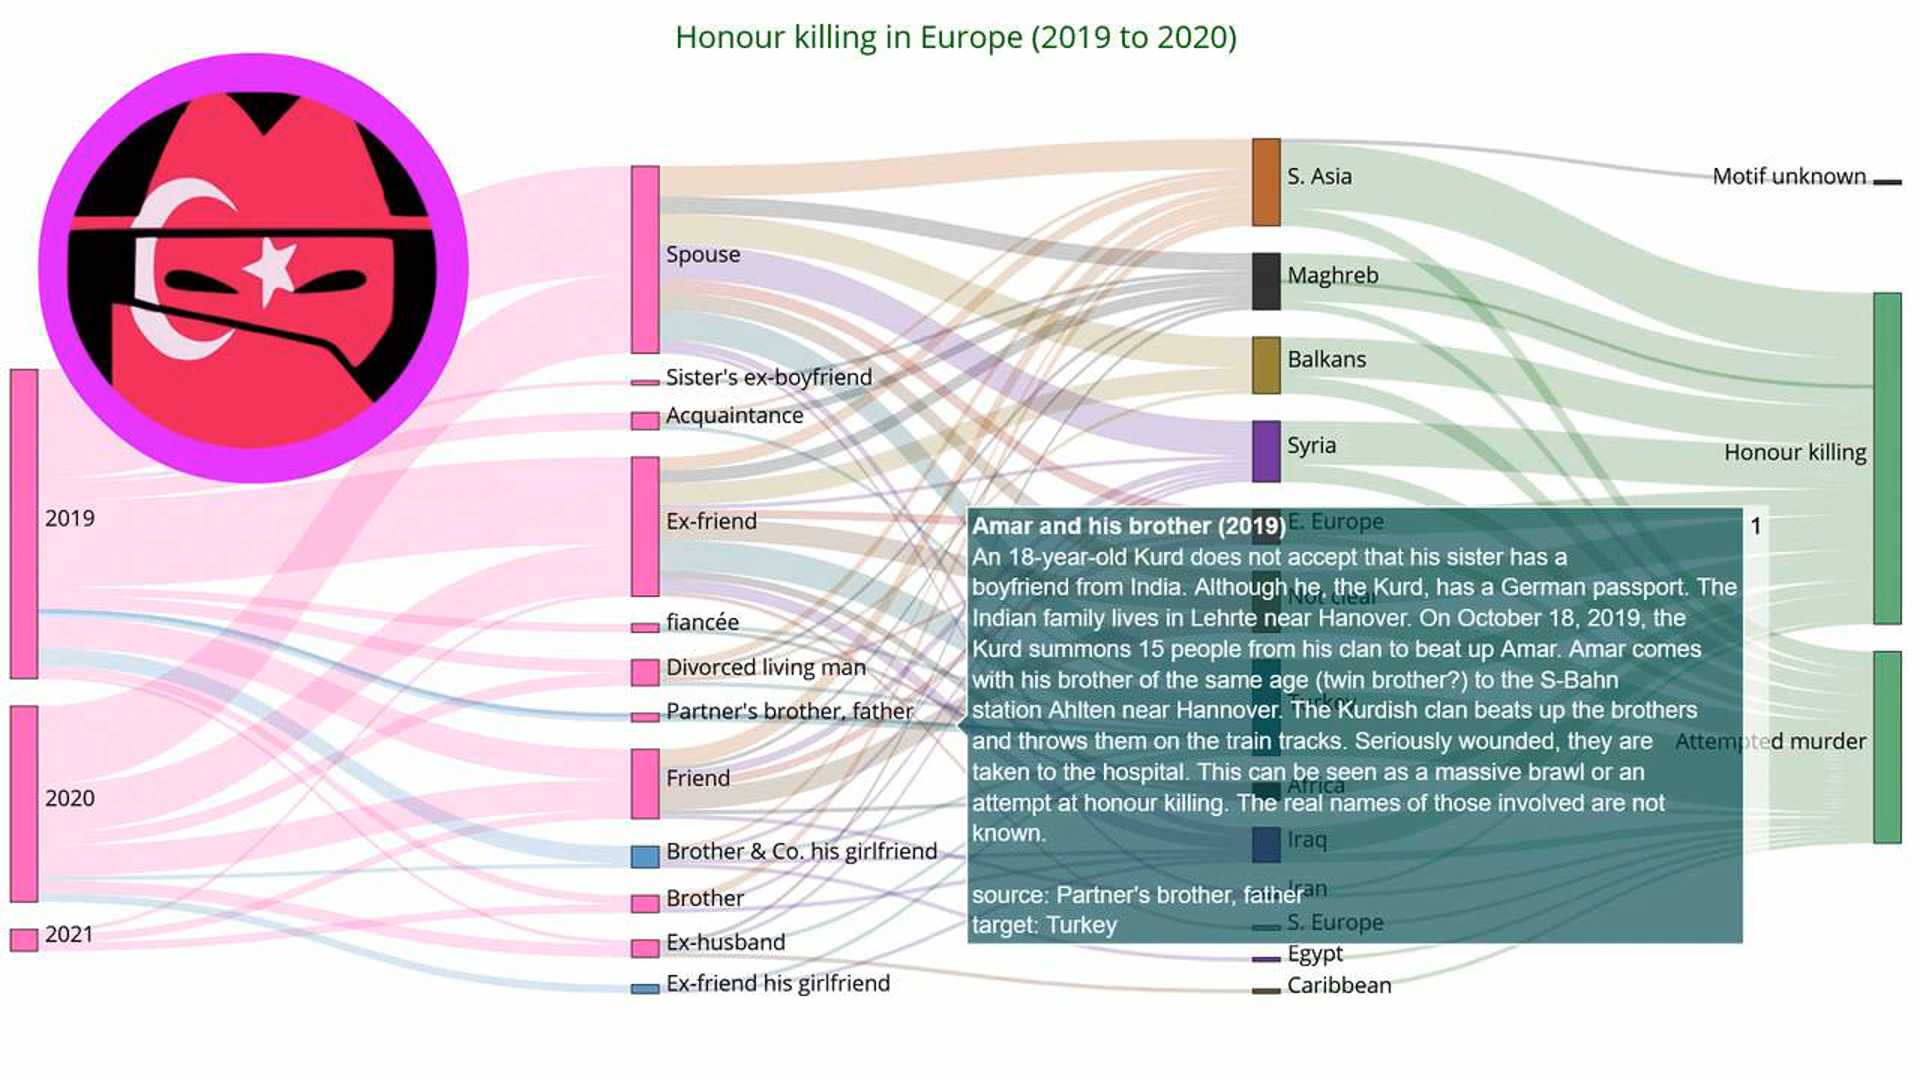 Honour killing in Europe (2019 to 2020)
2019
2020
2021
Spouse
Sister's ex-boyfriend
Acquaintance
Ex-friend
fiancée
Divorced living man
Partner's brother, father
Friend
Brother & Co. his girlfriend
Brother
Ex-husband
Ex-friend his girlfriend
S. Asia
Maghreb
Balkans
Syria
E. Europe
Not clear
Turkey
Africa
Iraq
Iran
S. Europe
Egypt
Caribbean
Motif unknown
Honour killing
Attempted murder
Amar and his brother (2019)
An 18-year-old Kurd does not accept that his sister has a
boyfriend from India. Although he, the Kurd, has a German passport. The
Indian family lives in Lehrte near Hanover. On October 18, 2019, the
Kurd summons 15 people from his clan to beat up Amar. Amar comes
with his brother of the same age (twin brother?) to the S-Bahn
station Ahlten near Hannover. The Kurdish clan beats up the brothers
and throws them on the train tracks. Seriously wounded, they are
taken to the hospital. This can be seen as a massive brawl or an
attempt at honour killing. The real names of those involved are not
known.
source: Partner's brother, father
target: Turkey
1